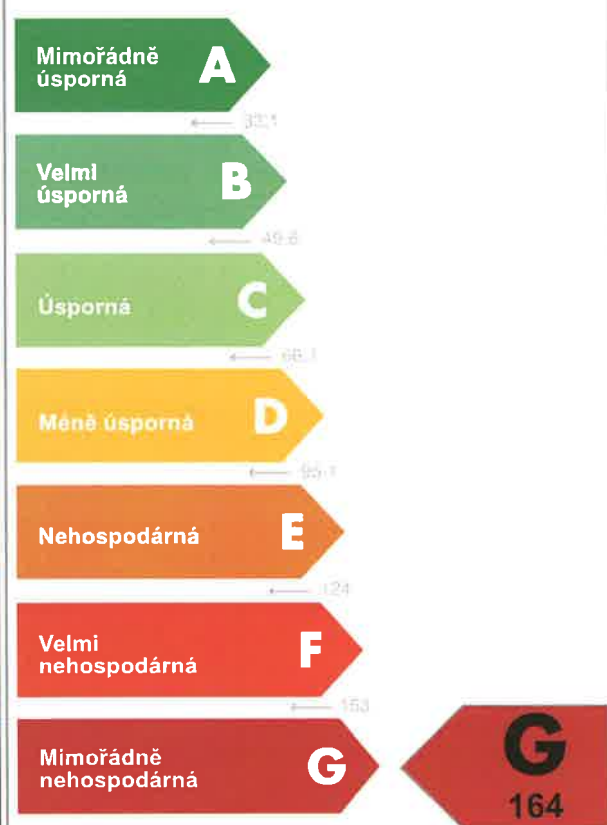 Mimořádně
úsporná
A
Velmi
úsporná
B
Úsporná
C
Méně úsporná
D
Nehospodárná
E
124
Velmi
nehospodárná
F
153
Mimořádně
nehospodárná
G
G
164